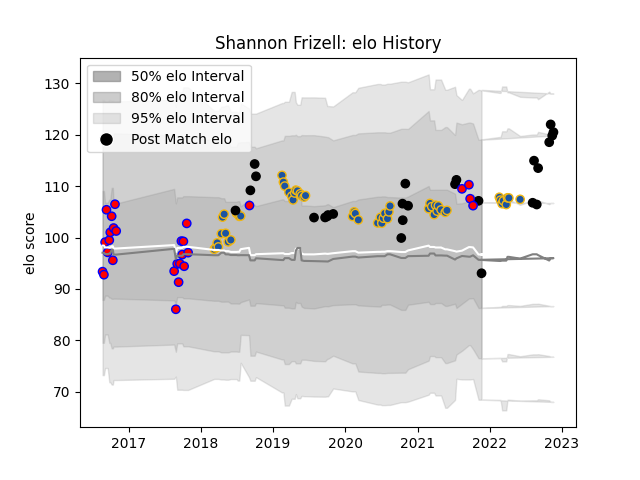 Shannon Frizell: elo History
50% elo Interval
80% elo Interval
95% elo Interval
Post Match elo
elo score
130
120
110
100
90
80
70
2017
2018
2019
2020
2021
2022
2023